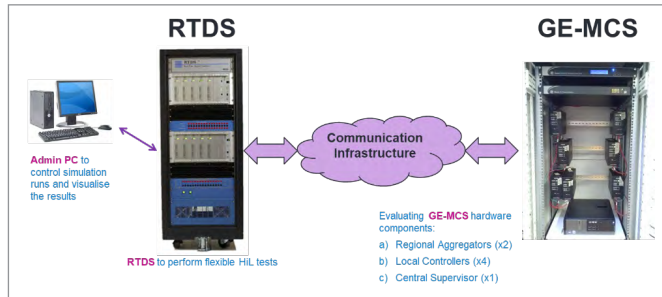 RTDS
GE-MCS
Communication
Infrastructure
Admin PC to
control simulation
runs and visualise
the results
Evaluating GE-MCS hardware
components:
a) Regional Aggregators (x2)
b) Local Controllers (x4)
c) Central Supervisor (x1)
RTDS to perform flexible HiL tests